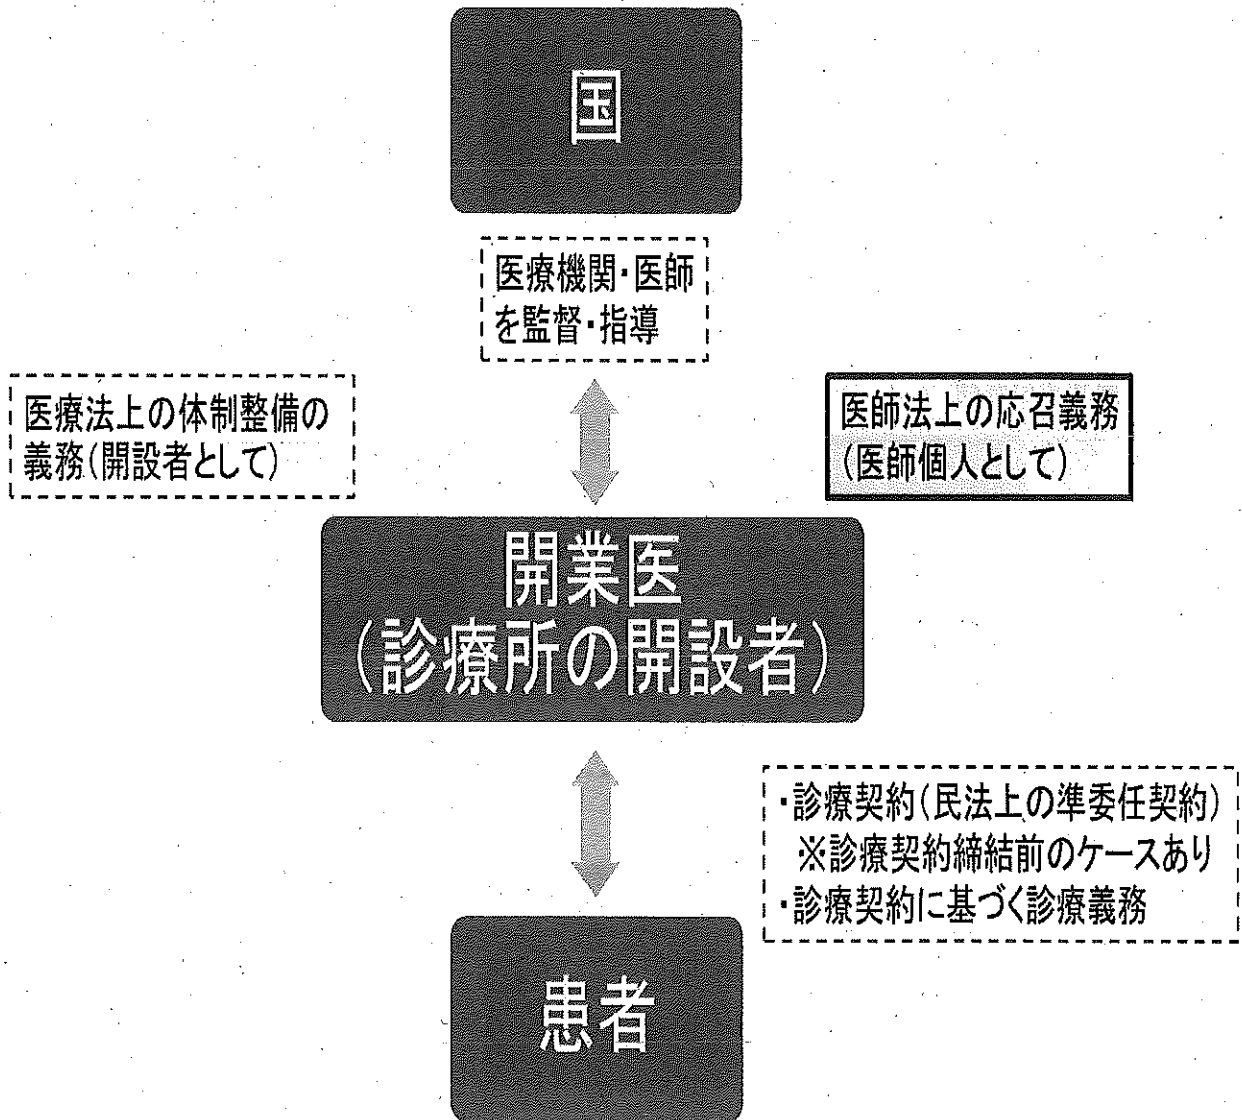 国
医療機関・医師
を監督・指導
医療法上の体制整備の
義務(開設者として)
医師法上の応召義務
(医師個人として)
開業医
(診療所の開設者)
・診療契約(民法上の準委任契約)
※診療契約締結前のケースあり
・診療契約に基づく診療義務
患者